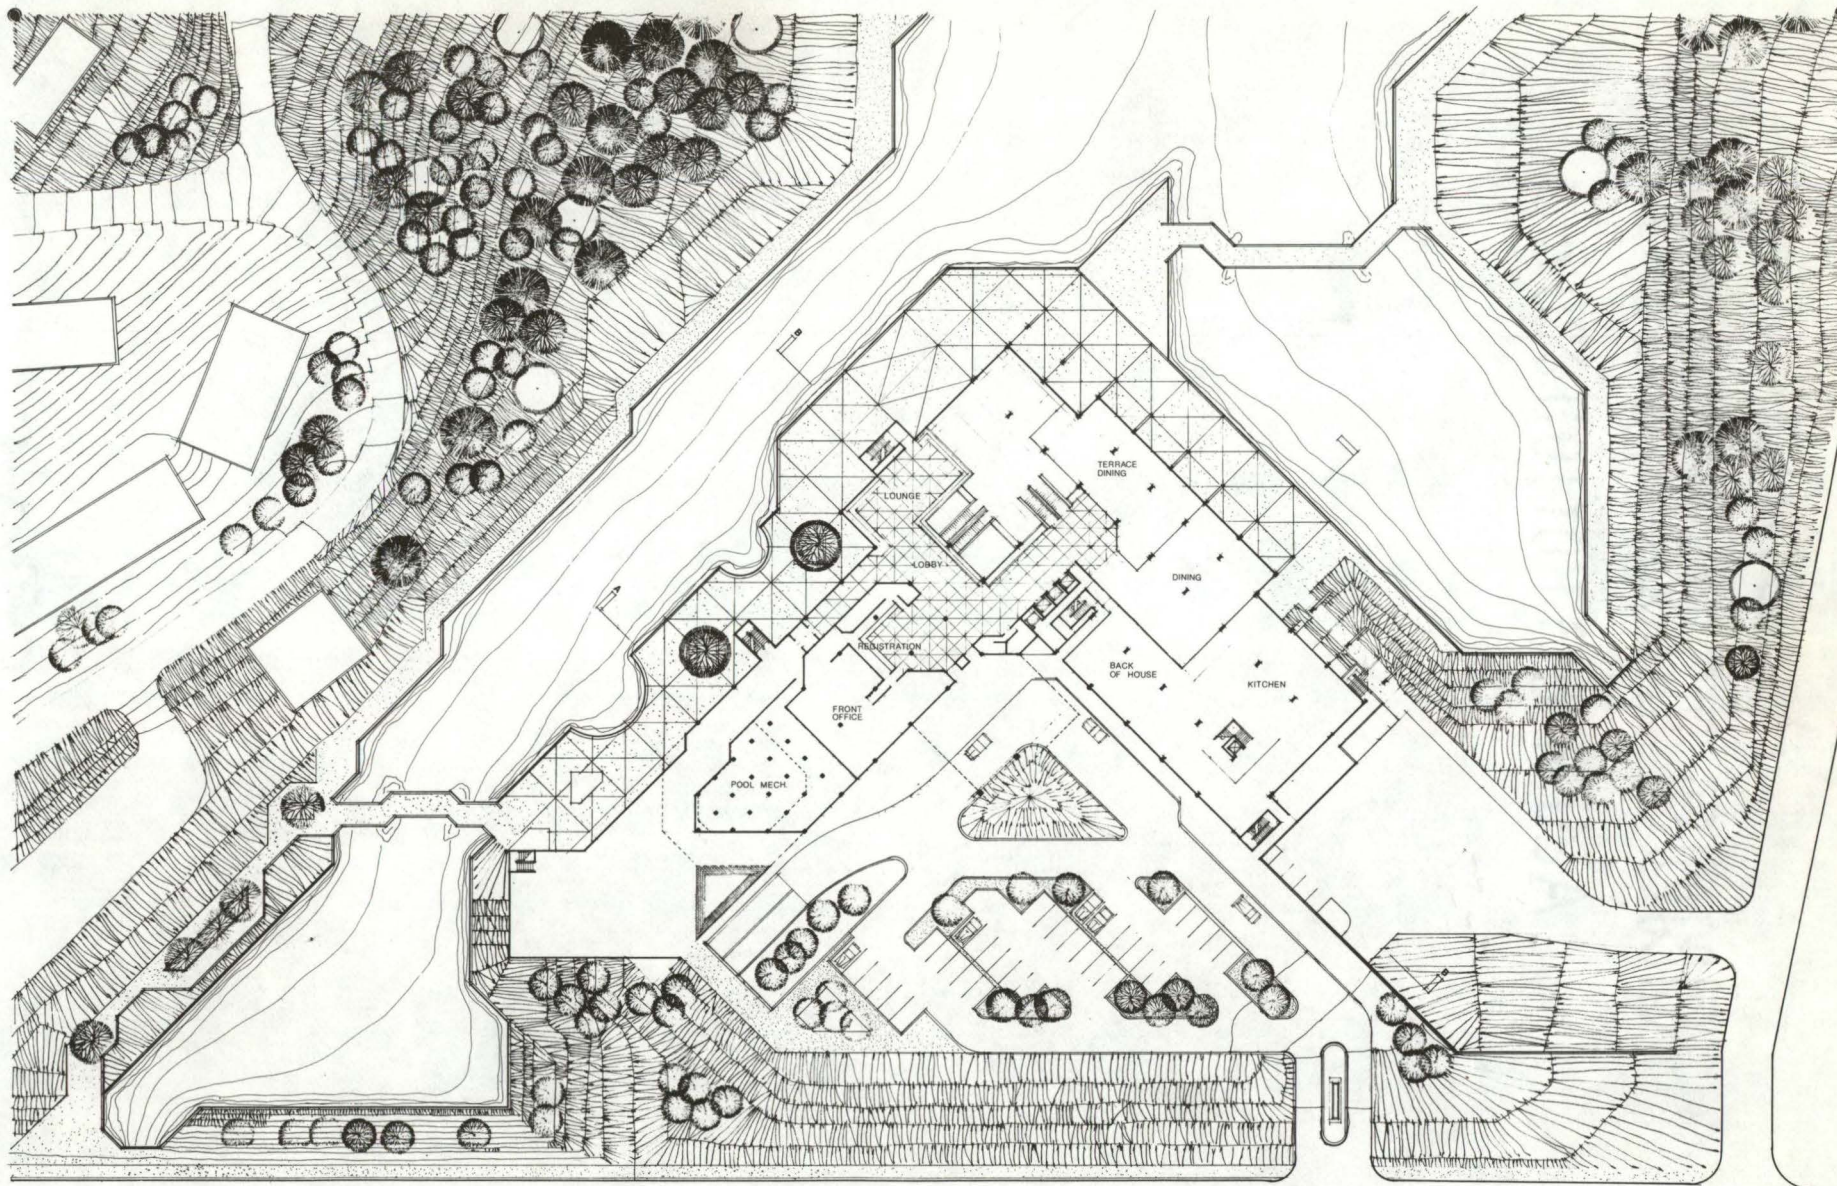 B
TERRACE
DINING
LOUNGE
LOBBY
DINING
A
REGISTRATION
BACK
OF HOUSE
KITCHEN
FRONT
OFFICE
POOL MECH.
B